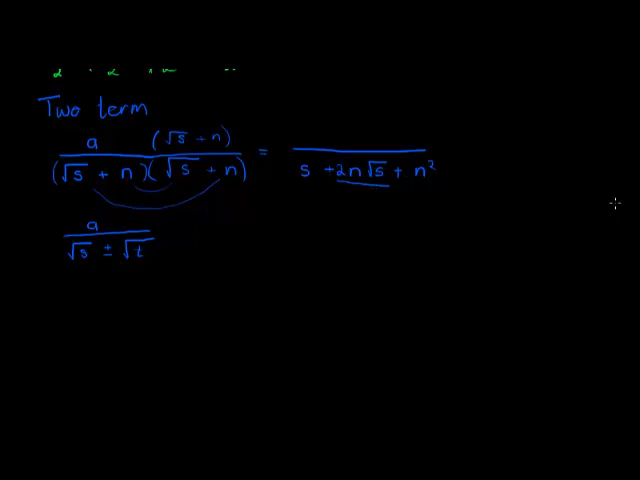 Two term
a (√s + n)
(√s + n)(√s + n) = s + 2n√s + n²
a
√s ± √t